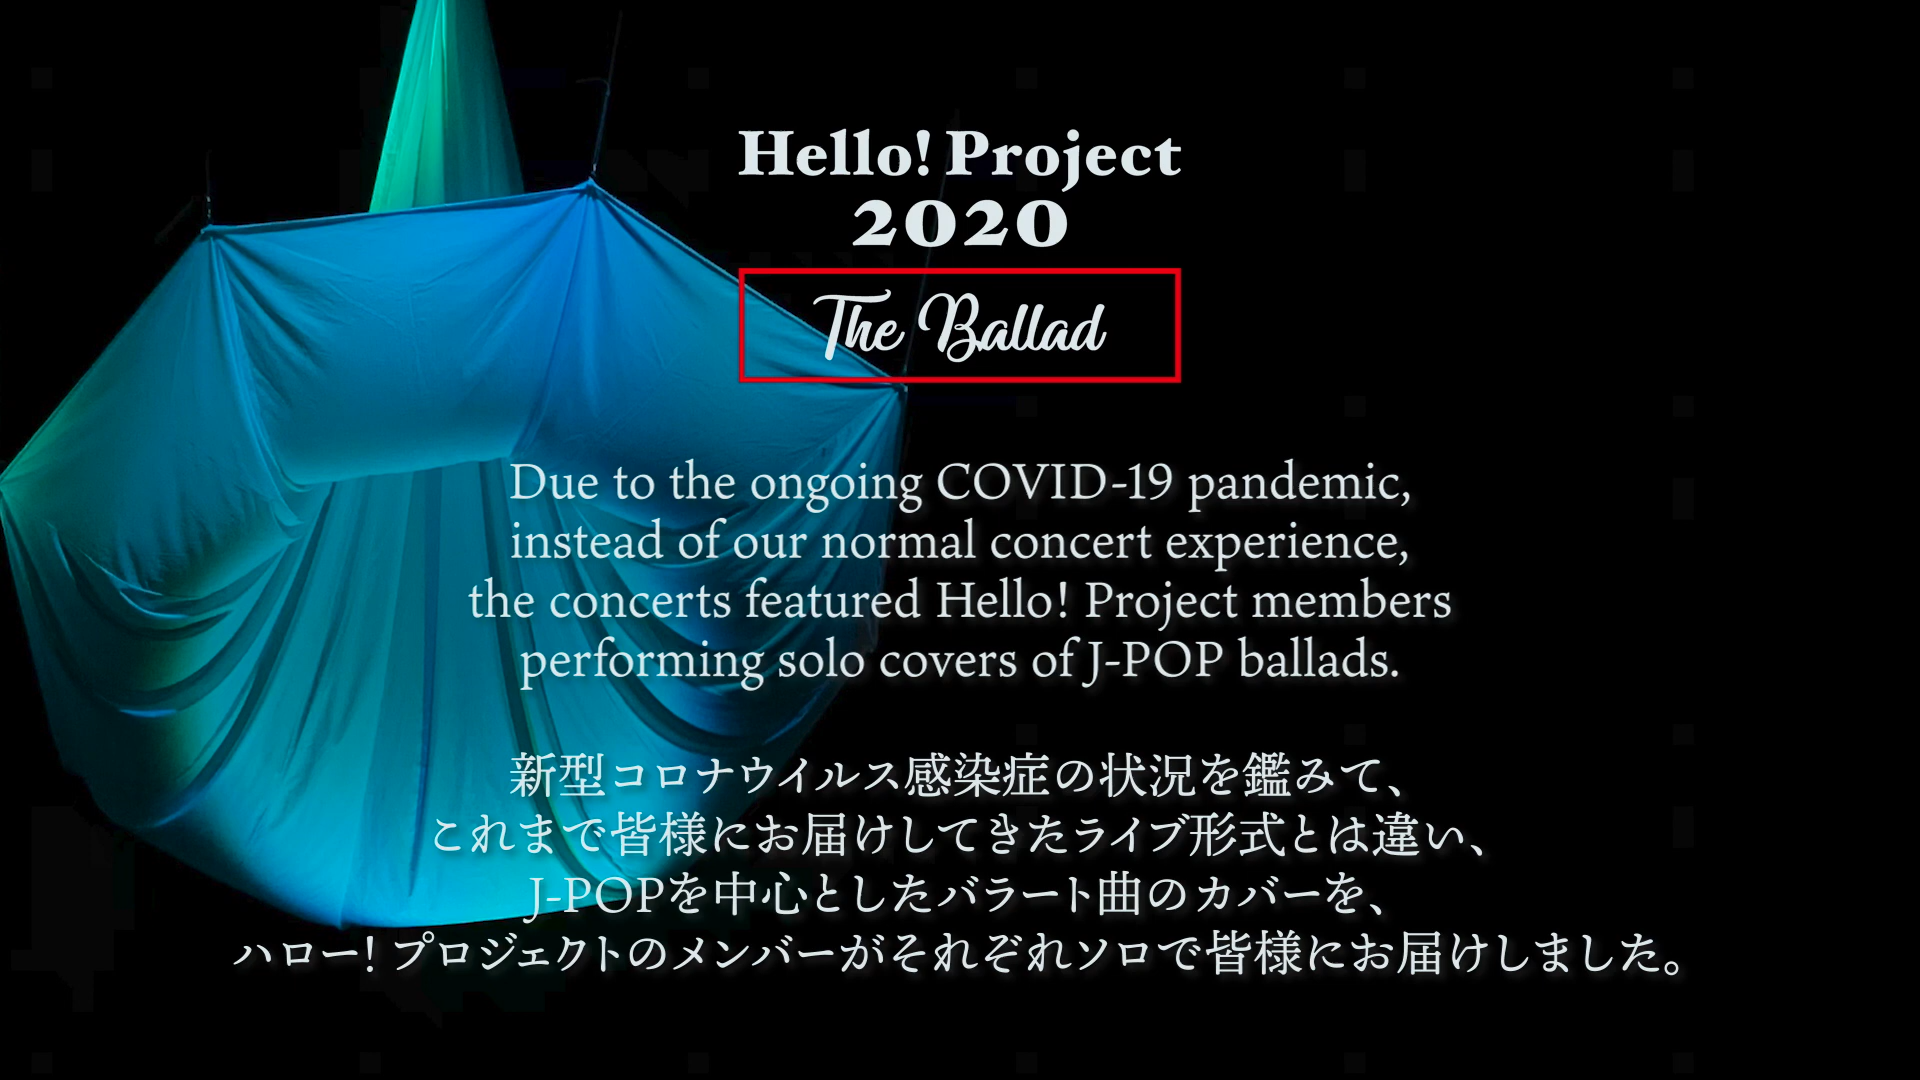 Hello! Project
2020
The Ballad
Due to the ongoing COVID-19 pandemic,
instead of our normal concert experience,
the concerts featured Hello! Project members
performing solo covers of J-POP ballads.
新型コロナウイルス感染症の状況を鑑みて、
これまで皆様にお届けしてきたライブ形式とは違い、
J-POPを中心としたバラート曲のカバーを、
ハロー! プロジェクトのメンバーがそれぞれソロで皆様にお届けしました。